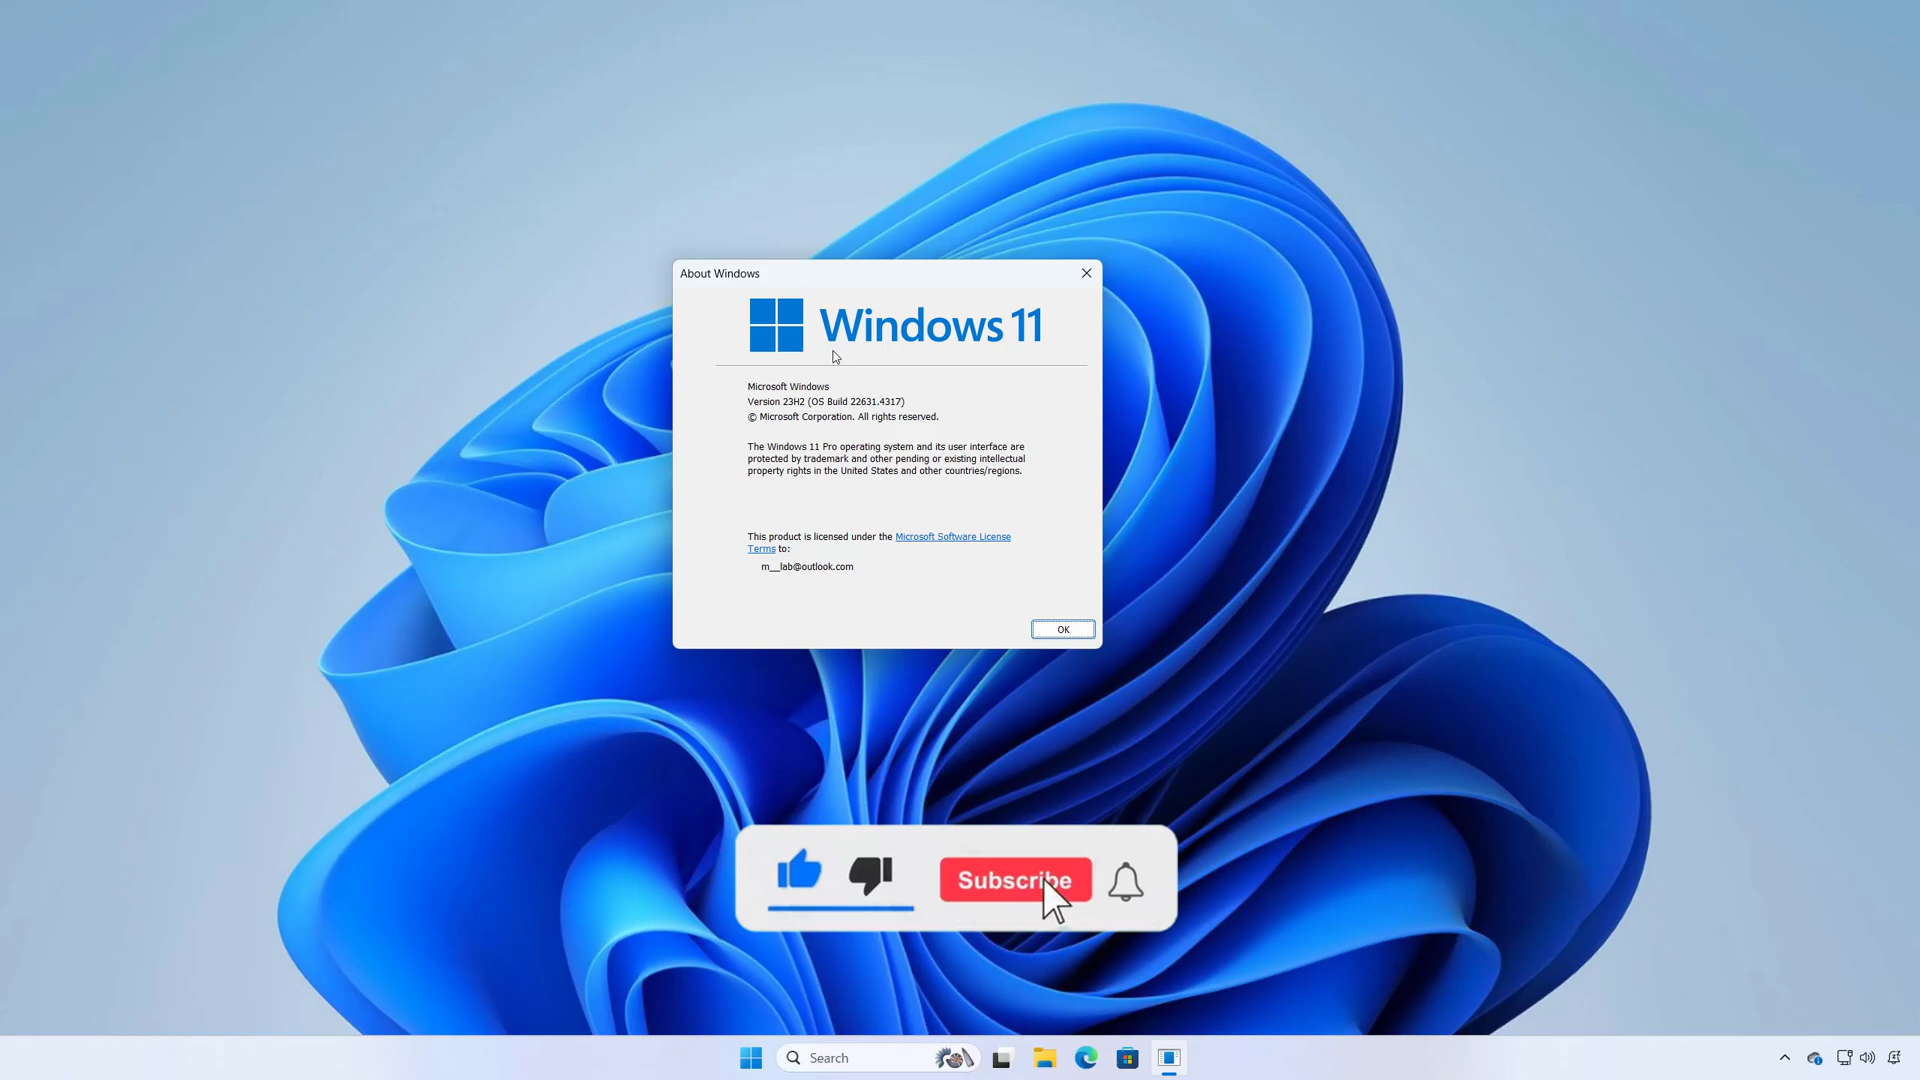 About Windows
Windows 11
Microsoft Windows
Version 23H2 (OS Build 22631.4317)
© Microsoft Corporation. All rights reserved.
The Windows 11 Pro operating system and its user interface are
protected by trademark and other pending or existing intellectual
property rights in the United States and other countries/regions.
This product is licensed under the Microsoft Software License
Terms to:
m__lab@outlook.com
OK
Subscribe
Search